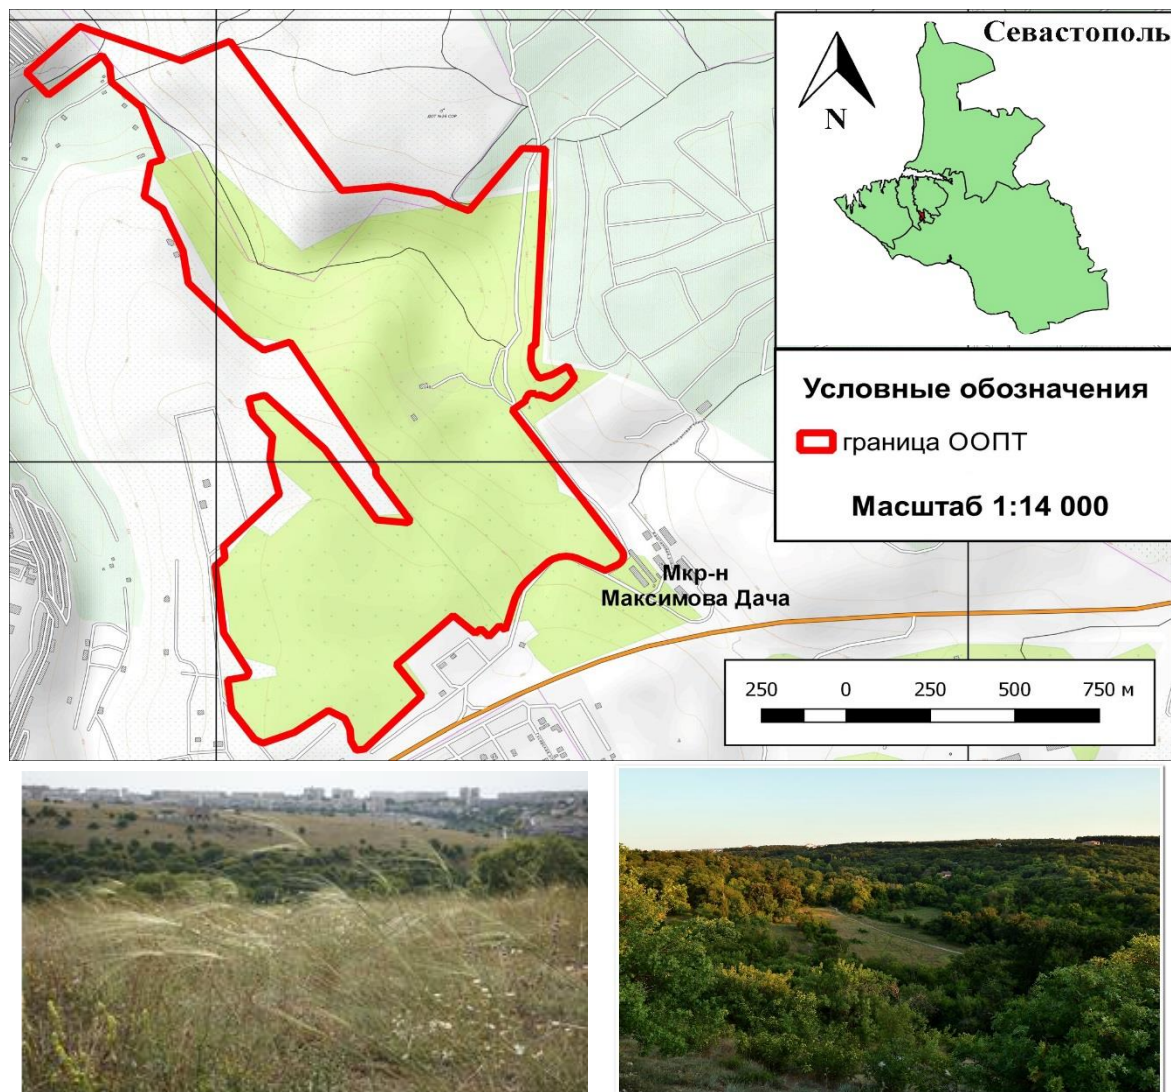 Севастополь
N
Условные обозначения
граница ООПТ
Масштаб 1:14 000
Мкр-н
Максимова Дача
250 0 250 500 750 м